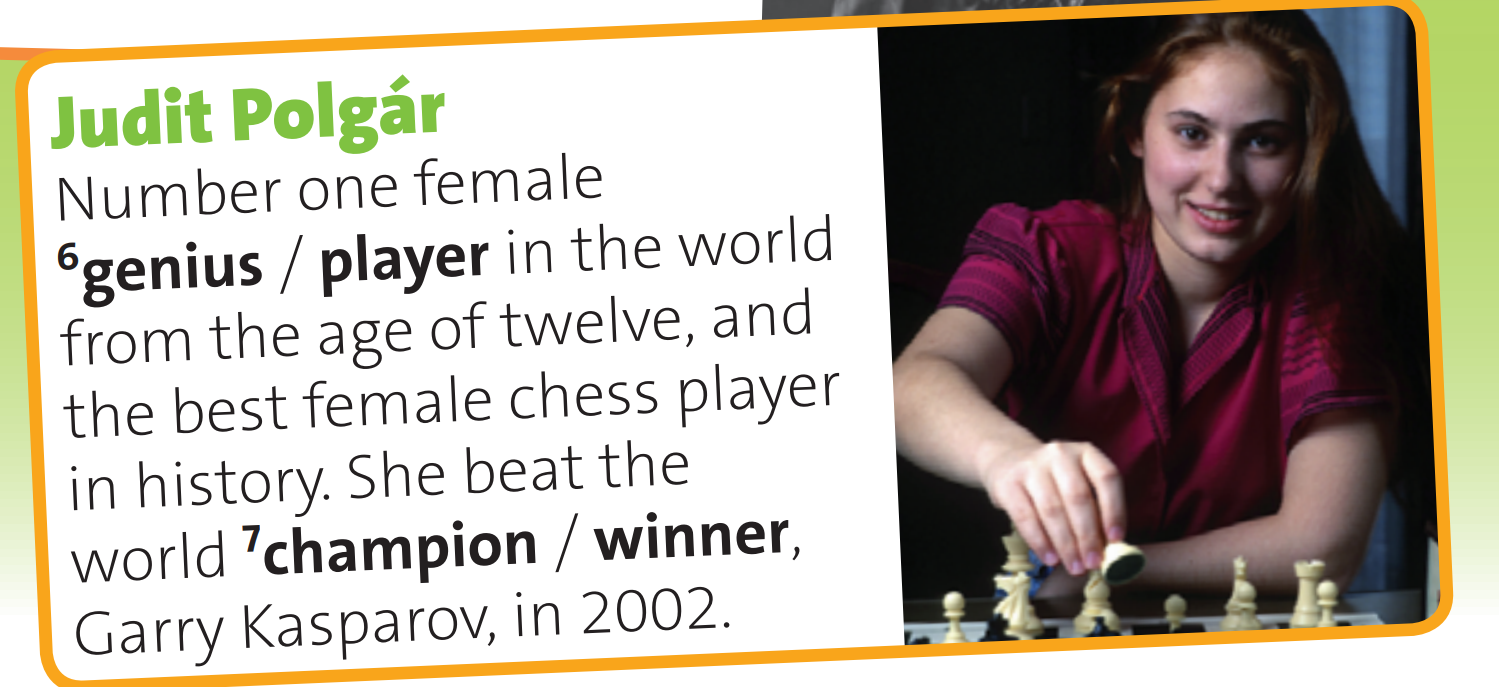 Judit Polgár
Number one female
⁶genius / player in the world
from the age of twelve, and
the best female chess player
in history. She beat the
world ⁷champion / winner,
Garry Kasparov, in 2002.